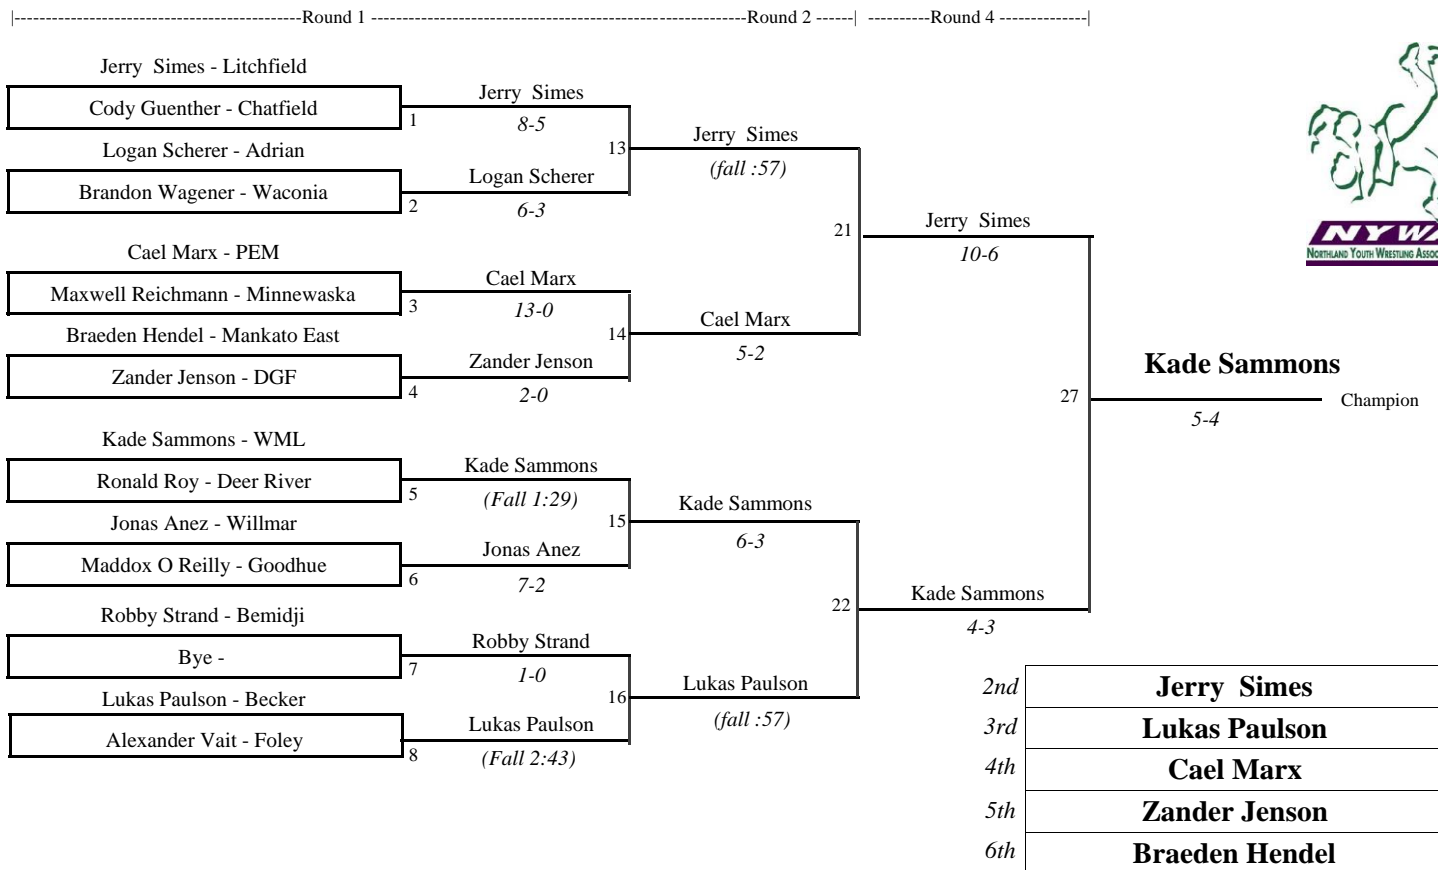 |-----------------------------------------Round 1 -----------------------------------------------------Round 2 ------| ----------Round 4 --------------|
Jerry  Simes - Litchfield
Cody Guenther - Chatfield
1
Jerry  Simes
8-5
Logan Scherer - Adrian
Brandon Wagener - Waconia
2
Logan Scherer
6-3
13
Jerry  Simes
(fall :57)
Cael Marx - PEM
Maxwell Reichmann - Minnewaska
3
Cael Marx
13-0
Braeden Hendel - Mankato East
Zander Jenson - DGF
4
Zander Jenson
2-0
14
Cael Marx
5-2
21
Jerry  Simes
10-6
Kade Sammons - WML
Ronald Roy - Deer River
5
Kade Sammons
(Fall 1:29)
Jonas Anez - Willmar
Maddox O Reilly - Goodhue
6
Jonas Anez
7-2
15
Kade Sammons
6-3
Robby Strand - Bemidji
Bye -
7
Robby Strand
1-0
Lukas Paulson - Becker
Alexander Vait - Foley
8
Lukas Paulson
(Fall 2:43)
16
Lukas Paulson
(fall :57)
22
Kade Sammons
4-3
27
Kade Sammons
5-4
Champion
NYWA
NORTHLAND YOUTH WRESTLING ASSOC
2nd Jerry  Simes
3rd Lukas Paulson
4th Cael Marx
5th Zander Jenson
6th Braeden Hendel